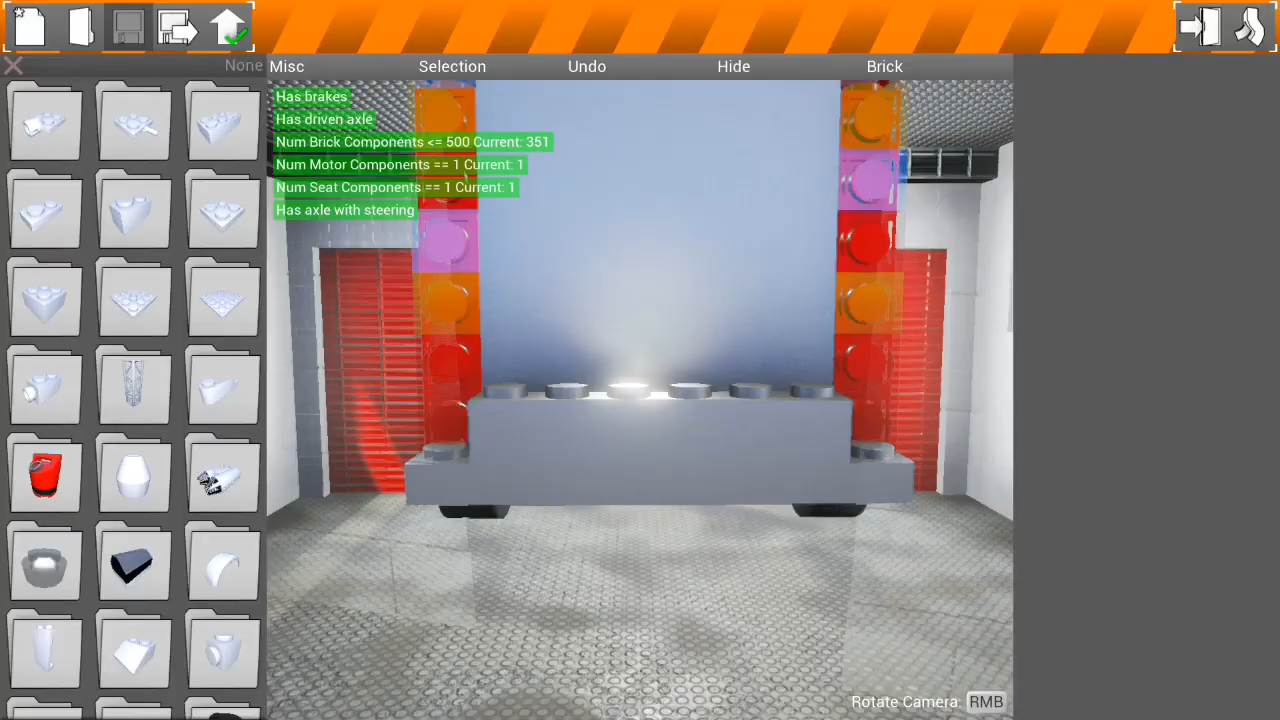 None
Misc
Selection
Undo
Hide
Brick
Has brakes
Has driven axle
Num Brick Components <= 500 Current: 351
Num Motor Components == 1 Current: 1
Num Seat Components == 1 Current: 1
Has axle with steering
Rotate Camera: RMB